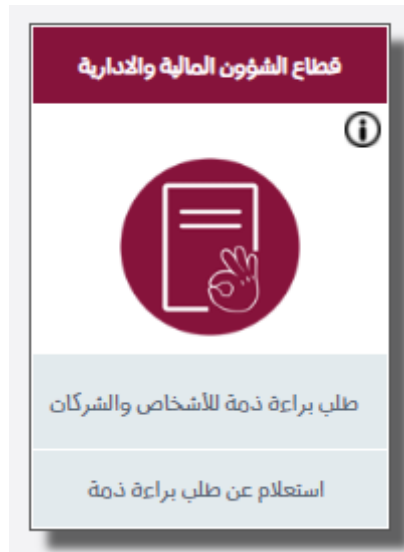 قطاع الشؤون المالية والادارية
طلب براءة ذمة للأشخاص والشركات
استعلام عن طلب براءة ذمة